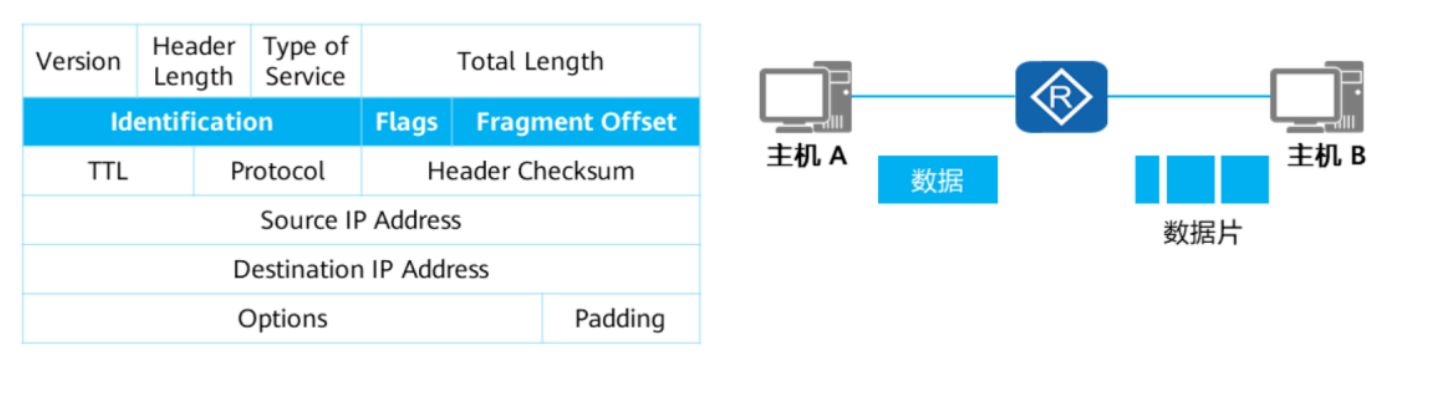 Version
Header
Length
Type of
Service
Total Length
Identification
Flags
Fragment Offset
TTL
Protocol
Header Checksum
Source IP Address
Destination IP Address
Options
Padding
R
主机 A
主机 B
数据
数据片